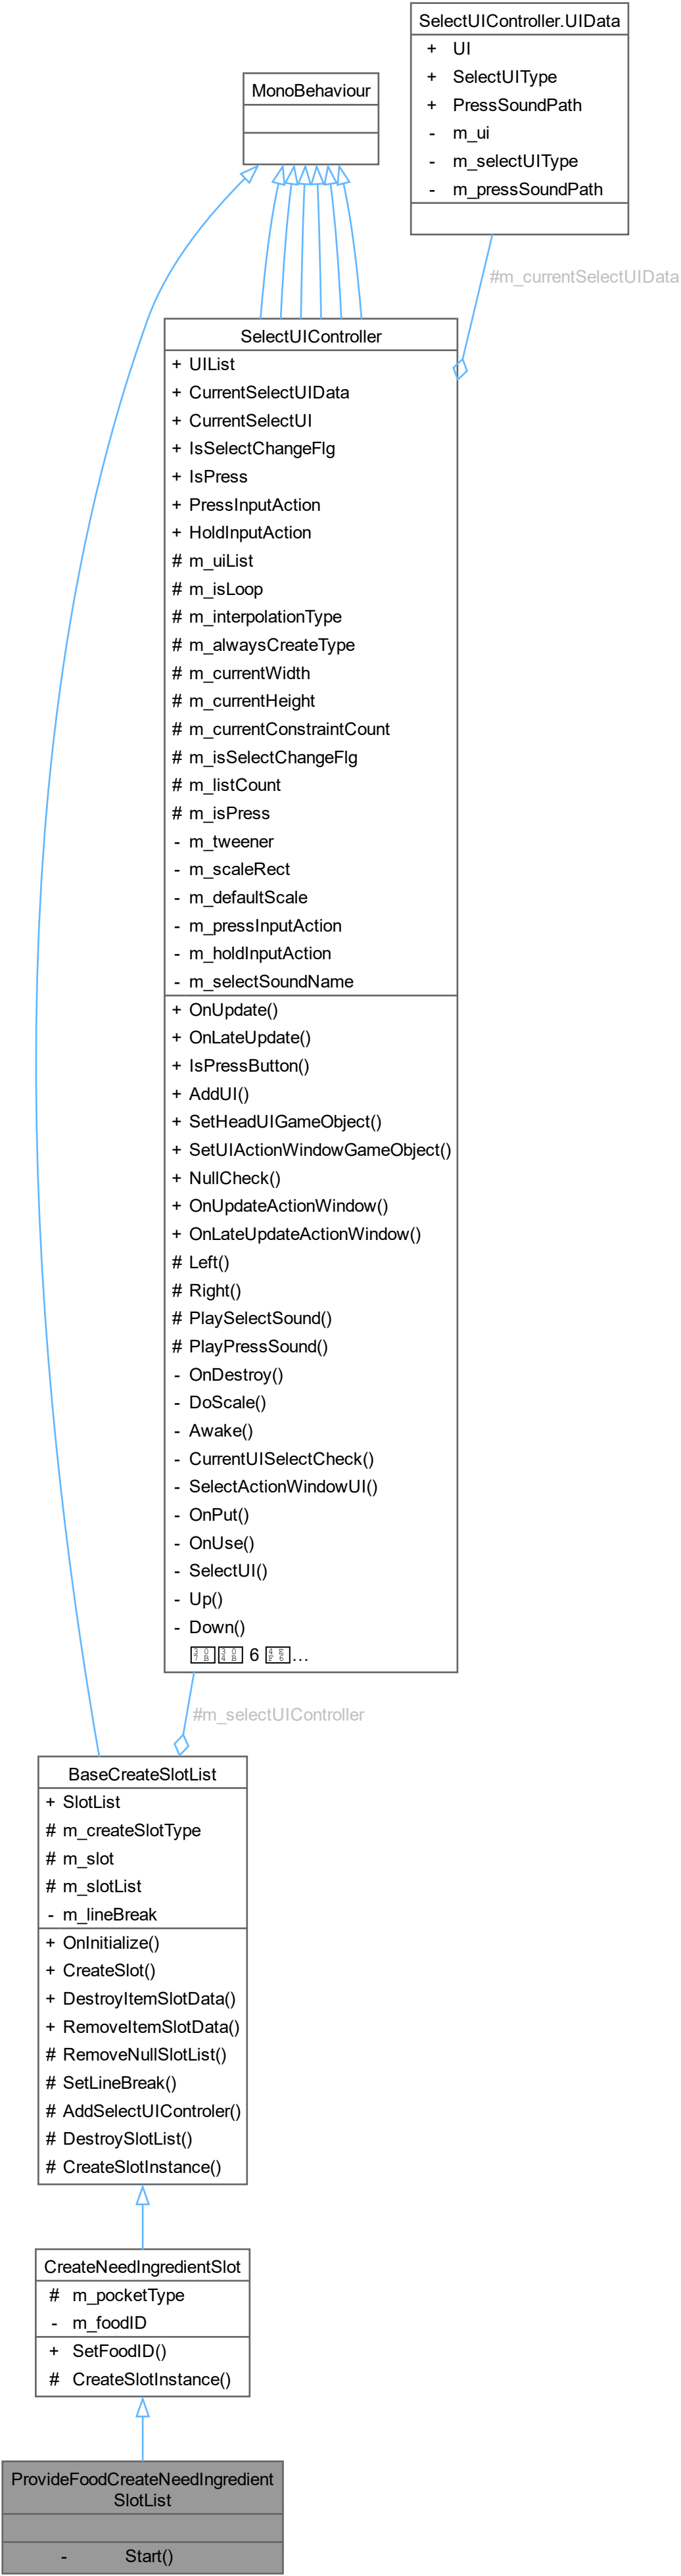 SelectUIController.UIData
+ UI
+ SelectUIType
+ PressSoundPath
- m_ui
- m_selectUIType
- m_pressSoundPath
MonoBehaviour
#m_currentSelectUIData
SelectUIController
+ UIList
+ CurrentSelectUIData
+ CurrentSelectUI
+ IsSelectChangeFlg
+ IsPress
+ PressInputAction
+ HoldInputAction
# m_uiList
# m_isLoop
# m_interpolationType
# m_alwaysCreateType
# m_currentWidth
# m_currentHeight
# m_currentConstraintCount
# m_isSelectChangeFlg
# m_listCount
# m_isPress
- m_tweener
- m_scaleRect
- m_defaultScale
- m_pressInputAction
- m_holdInputAction
- m_selectSoundName
+ OnUpdate()
+ OnLateUpdate()
+ IsPressButton()
+ AddUI()
+ SetHeadUIGameObject()
+ SetUIActionWindowGameObject()
+ NullCheck()
+ OnUpdateActionWindow()
+ OnLateUpdateActionWindow()
# Left()
# Right()
# PlaySelectSound()
# PlayPressSound()
- OnDestroy()
- DoScale()
- Awake()
- CurrentUISelectCheck()
- SelectActionWindowUI()
- OnPut()
- OnUse()
- SelectUI()
- Up()
- Down()
6 ...
#m_selectUIController
BaseCreateSlotList
+ SlotList
# m_createSlotType
# m_slot
# m_slotList
- m_lineBreak
+ OnInitialize()
+ CreateSlot()
+ DestroyItemSlotData()
+ RemoveItemSlotData()
# RemoveNullSlotList()
# SetLineBreak()
# AddSelectUIControler()
# DestroySlotList()
# CreateSlotInstance()
CreateNeedIngredientSlot
# m_pocketType
- m_foodID
+ SetFoodID()
# CreateSlotInstance()
ProvideFoodCreateNeedIngredient
SlotList
- Start()